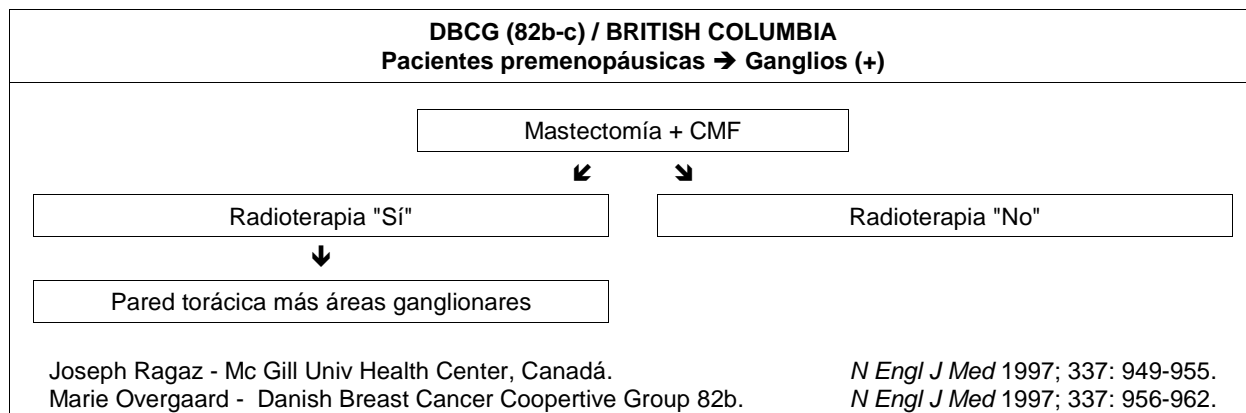 DBCG (82b-c) / BRITISH COLUMBIA
Pacientes premenopáusicas ➔ Ganglios (+)
Mastectomía + CMF
Radioterapia "Sí"
Radioterapia "No"
Pared torácica más áreas ganglionares
Joseph Ragaz - Mc Gill Univ Health Center, Canadá. N Engl J Med 1997; 337: 949-955.
Marie Overgaard - Danish Breast Cancer Coopertive Group 82b. N Engl J Med 1997; 337: 956-962.